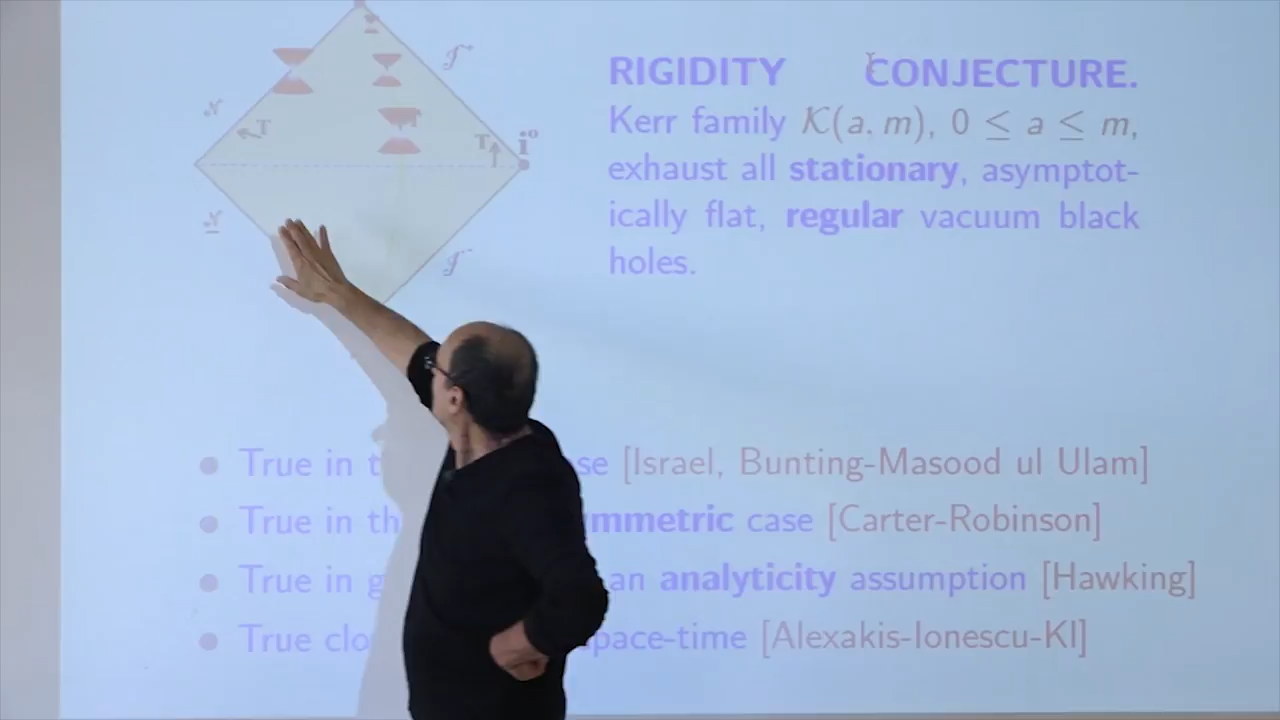 𝒥⁺
𝒩
T
T
i⁰
𝒩
𝒥⁻
RIGIDITY CONJECTURE.
Kerr family 𝒦(a, m), 0 ≤ a ≤ m,
exhaust all stationary, asymptot-
ically flat, regular vacuum black
holes.
True in t se [Israel, Bunting-Masood ul Ulam]
True in th mmetric case [Carter-Robinson]
True in g an analyticity assumption [Hawking]
True clo space-time [Alexakis-Ionescu-Kl]